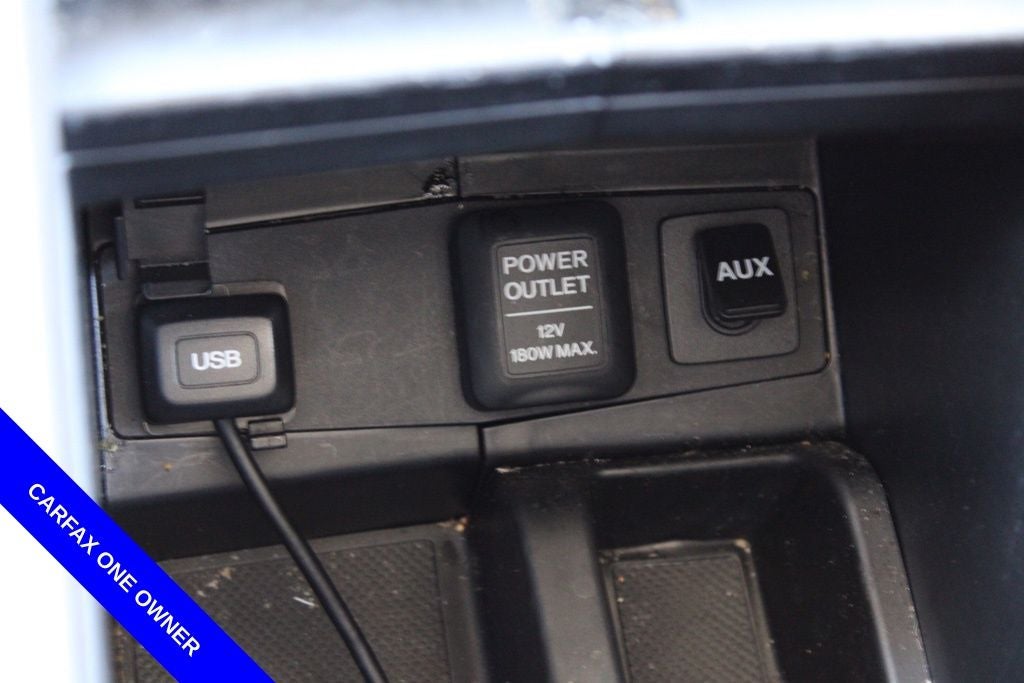 USB
POWER
OUTLET
12V
180W MAX.
AUX
CARFAX ONE OWNER